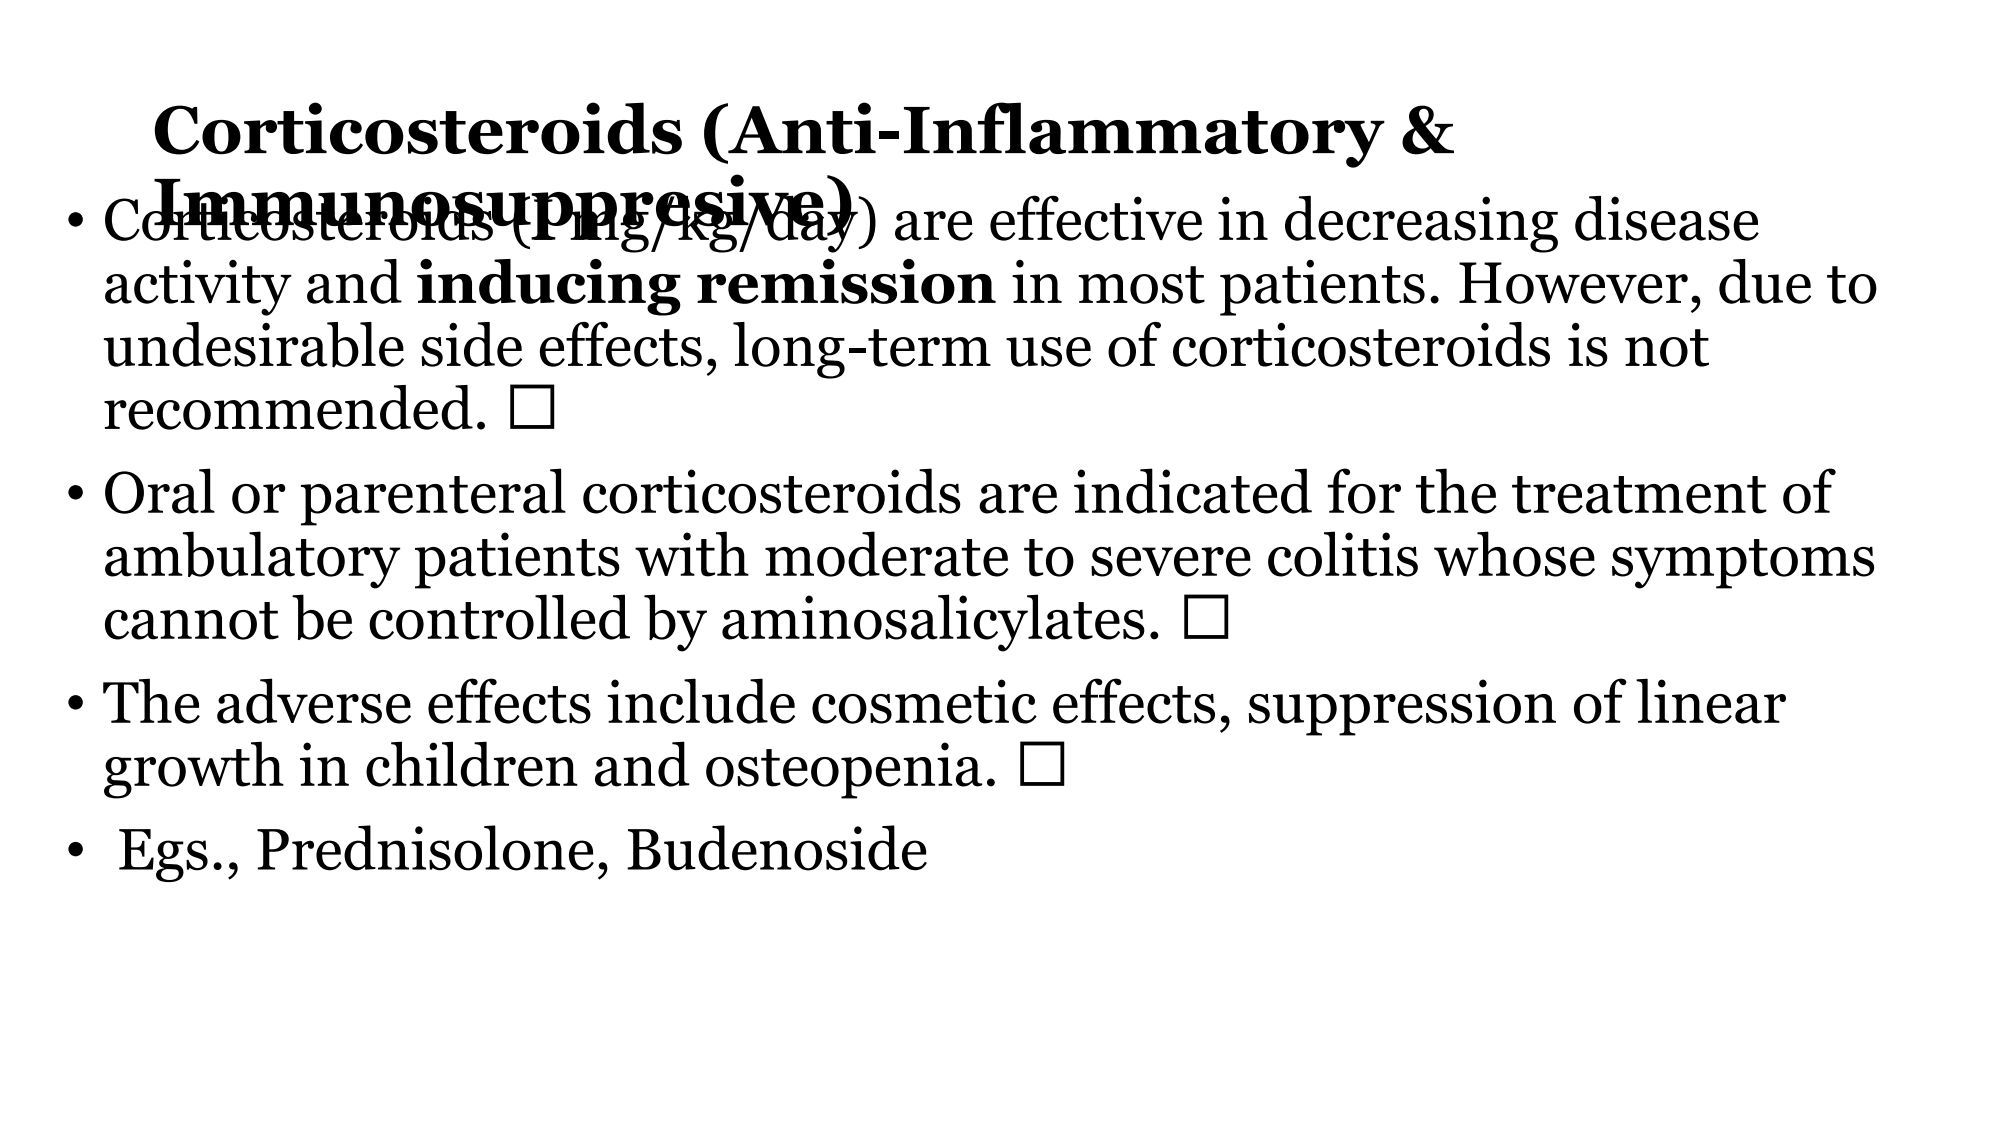 Corticosteroids (Anti-Inflammatory &
Immunosuppresive)
• Corticosteroids (I mg/kg/day) are effective in decreasing disease
activity and inducing remission in most patients. However, due to
undesirable side effects, long-term use of corticosteroids is not
recommended. □
• Oral or parenteral corticosteroids are indicated for the treatment of
ambulatory patients with moderate to severe colitis whose symptoms
cannot be controlled by aminosalicylates. □
• The adverse effects include cosmetic effects, suppression of linear
growth in children and osteopenia. □
• Egs., Prednisolone, Budenoside